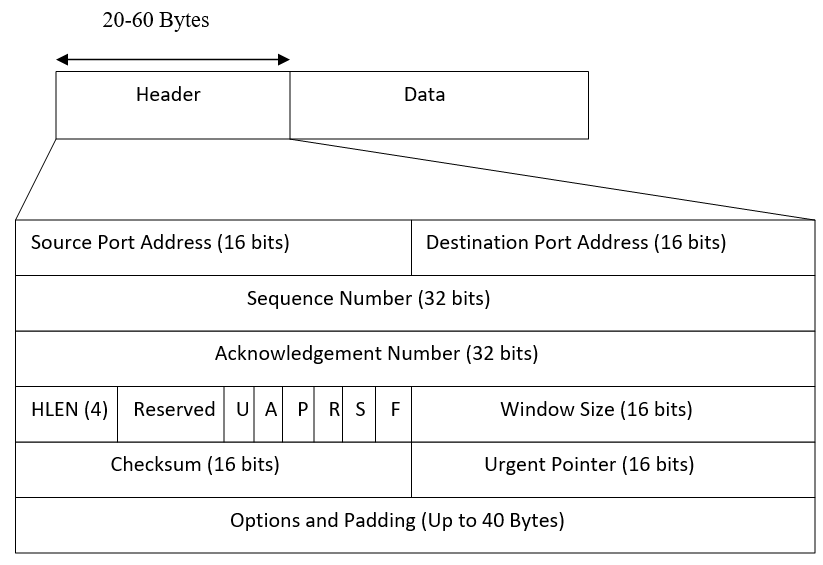 20-60 Bytes
Header Data
Source Port Address (16 bits) Destination Port Address (16 bits)
Sequence Number (32 bits)
Acknowledgement Number (32 bits)
HLEN (4) Reserved U A P R S F Window Size (16 bits)
Checksum (16 bits) Urgent Pointer (16 bits)
Options and Padding (Up to 40 Bytes)